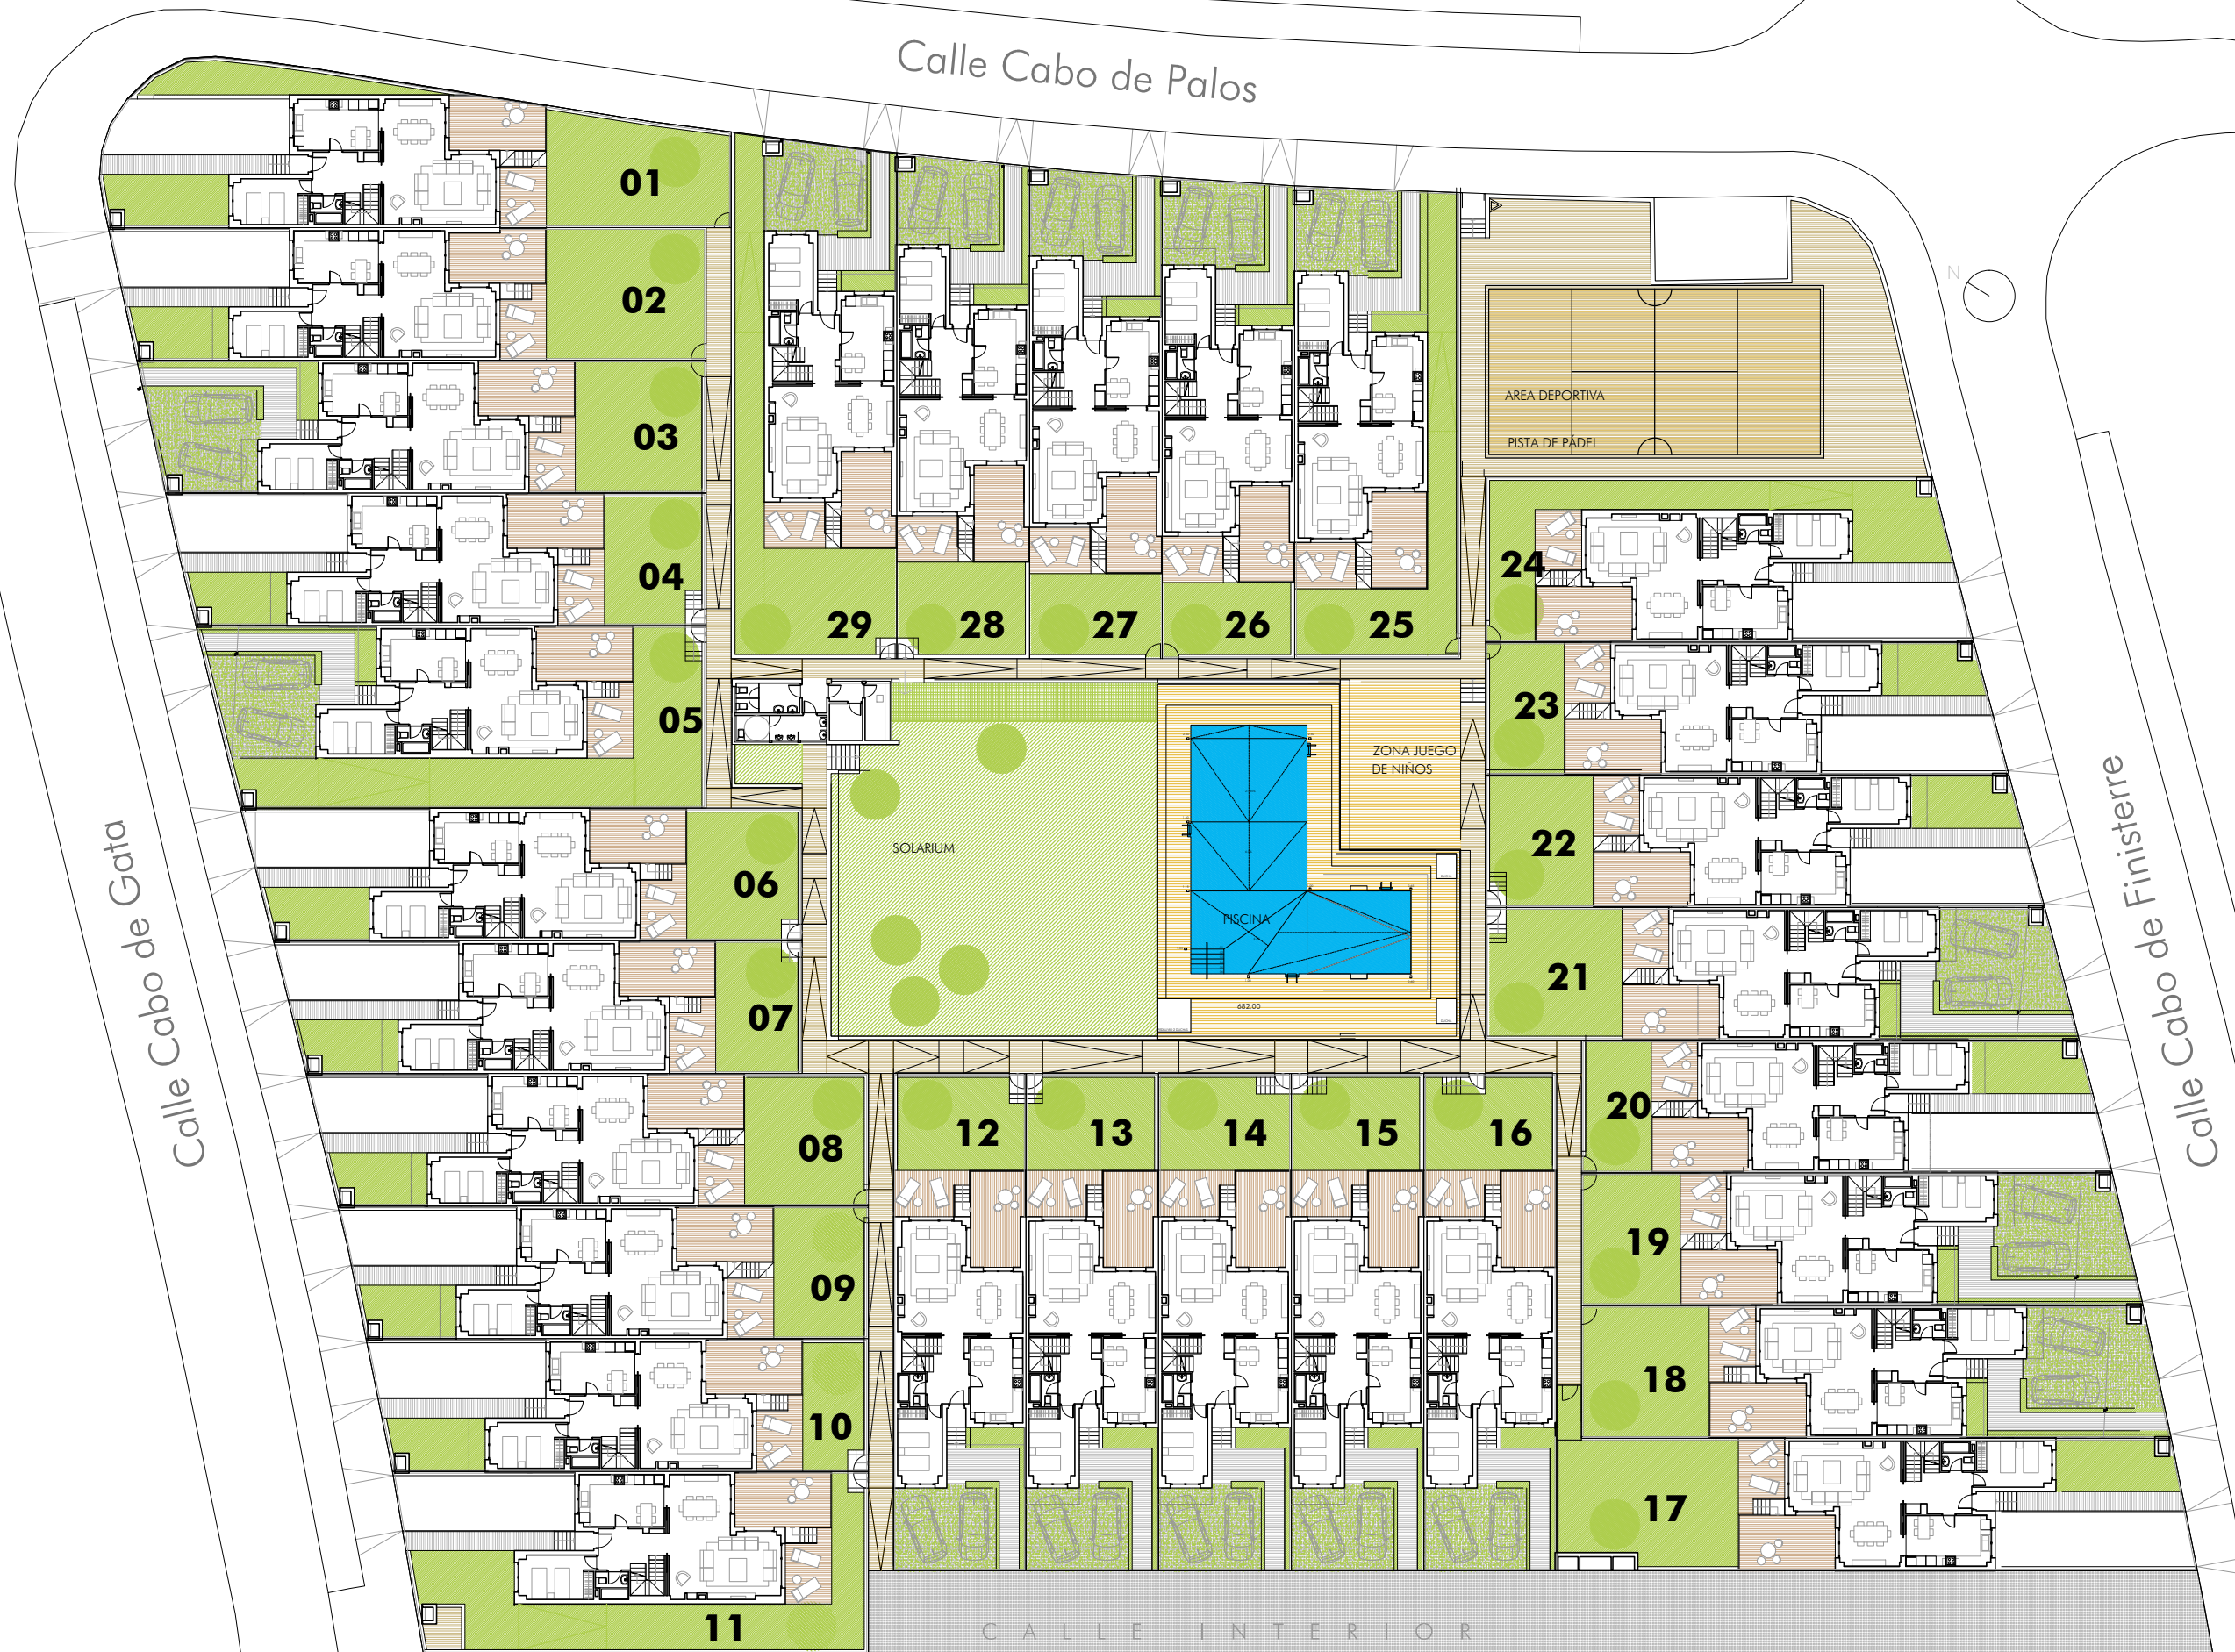 Calle Cabo de Palos
01
02
N
AREA DEPORTIVA
03
PISTA DE PÁDEL
24
04
29
28
27
26
25
23
05
ZONA JUEGO
DE NIÑOS
22
SOLARIUM
06
PISCINA
Calle Cabo de Gata
Calle Cabo de Finisterre
21
682.00
07
20
12
13
14
15
16
08
19
09
18
10
17
11
CALLE INTERIOR